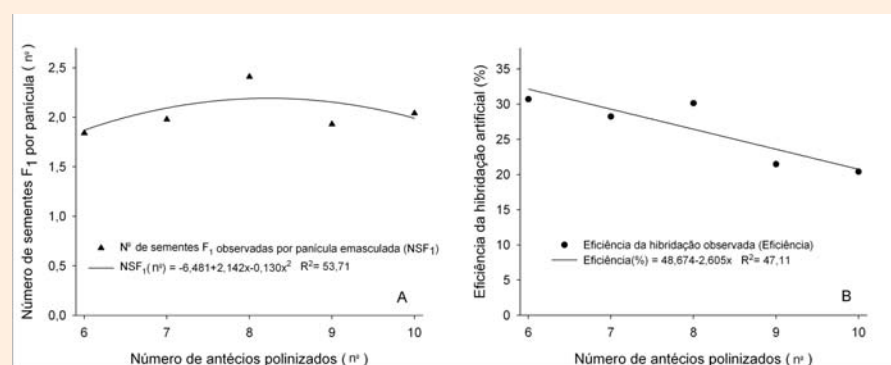 Número de sementes F1 por panícula ( nº )
2,5
2,0
1,5
1,0
0,5
0,0
▲ Nº de sementes F1 observadas por panícula emasculada (NSF1)
NSF1( nº) = -6,481+2,142x-0,130x2 R2= 53,71
A
6 7 8 9 10
Número de antécios polinizados ( nº )
Eficiência da hibridação artificial (%)
35
30
25
20
15
10
5
0
● Eficiência da hibridação observada (Eficiência)
Eficiência(%) = 48,674-2,605x R2= 47,11
B
6 7 8 9 10
Número de antécios polinizados ( nº )